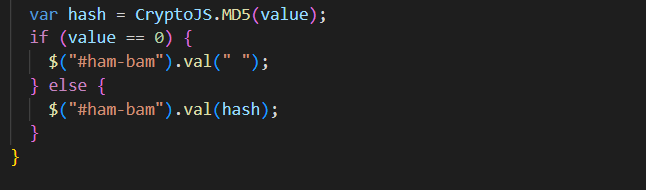 var hash = CryptoJS.MD5(value);
if (value == 0) {
$("#ham-bam").val(" ");
} else {
$("#ham-bam").val(hash);
}
}